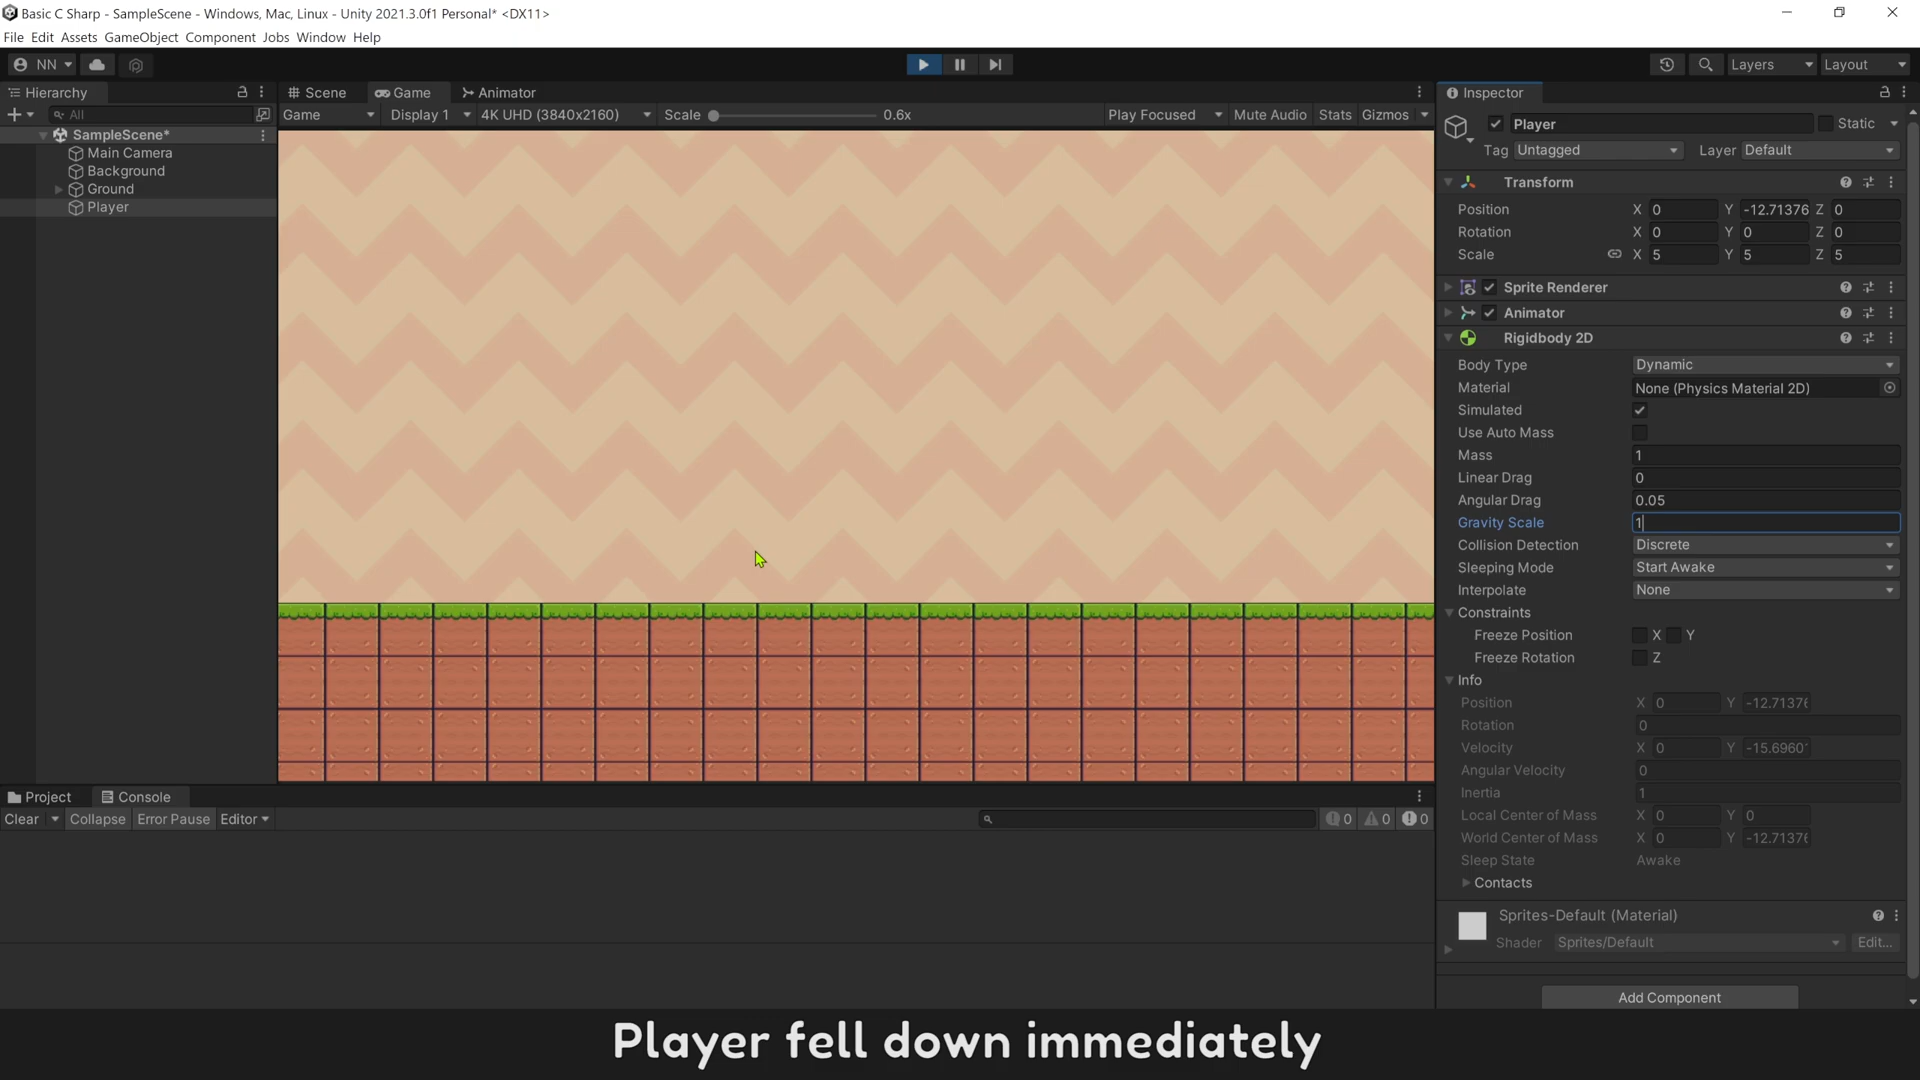 Basic C Sharp - SampleScene - Windows, Mac, Linux - Unity 2021.3.0f1 Personal* <DX11>
File Edit Assets GameObject Component Jobs Window Help
NN Layers Layout
Hierarchy
All
SampleScene*
Main Camera
Background
Ground
Player
Scene Game Animator
Game Display 1 4K UHD (3840x2160) Scale 0.6x Play Focused Mute Audio Stats Gizmos
Inspector
Player Static
Tag Untagged Layer Default
Transform
Position X 0 Y -12.71376 Z 0
Rotation X 0 Y 0 Z 0
Scale X 5 Y 5 Z 5
Sprite Renderer
Animator
Rigidbody 2D
Body Type Dynamic
Material None (Physics Material 2D)
Simulated
Use Auto Mass
Mass 1
Linear Drag 0
Angular Drag 0.05
Gravity Scale 1
Collision Detection Discrete
Sleeping Mode Start Awake
Interpolate None
Constraints
Freeze Position X Y
Freeze Rotation Z
Info
Position X 0 Y -12.7137
Rotation 0
Velocity X 0 Y -15.6960
Angular Velocity 0
Inertia 1
Local Center of Mass X 0 Y 0
World Center of Mass X 0 Y -12.7137
Sleep State Awake
Contacts
Sprites-Default (Material)
Shader Sprites/Default Edit...
Add Component
Project Console
Clear Collapse Error Pause Editor 0 0 0
Player fell down immediately